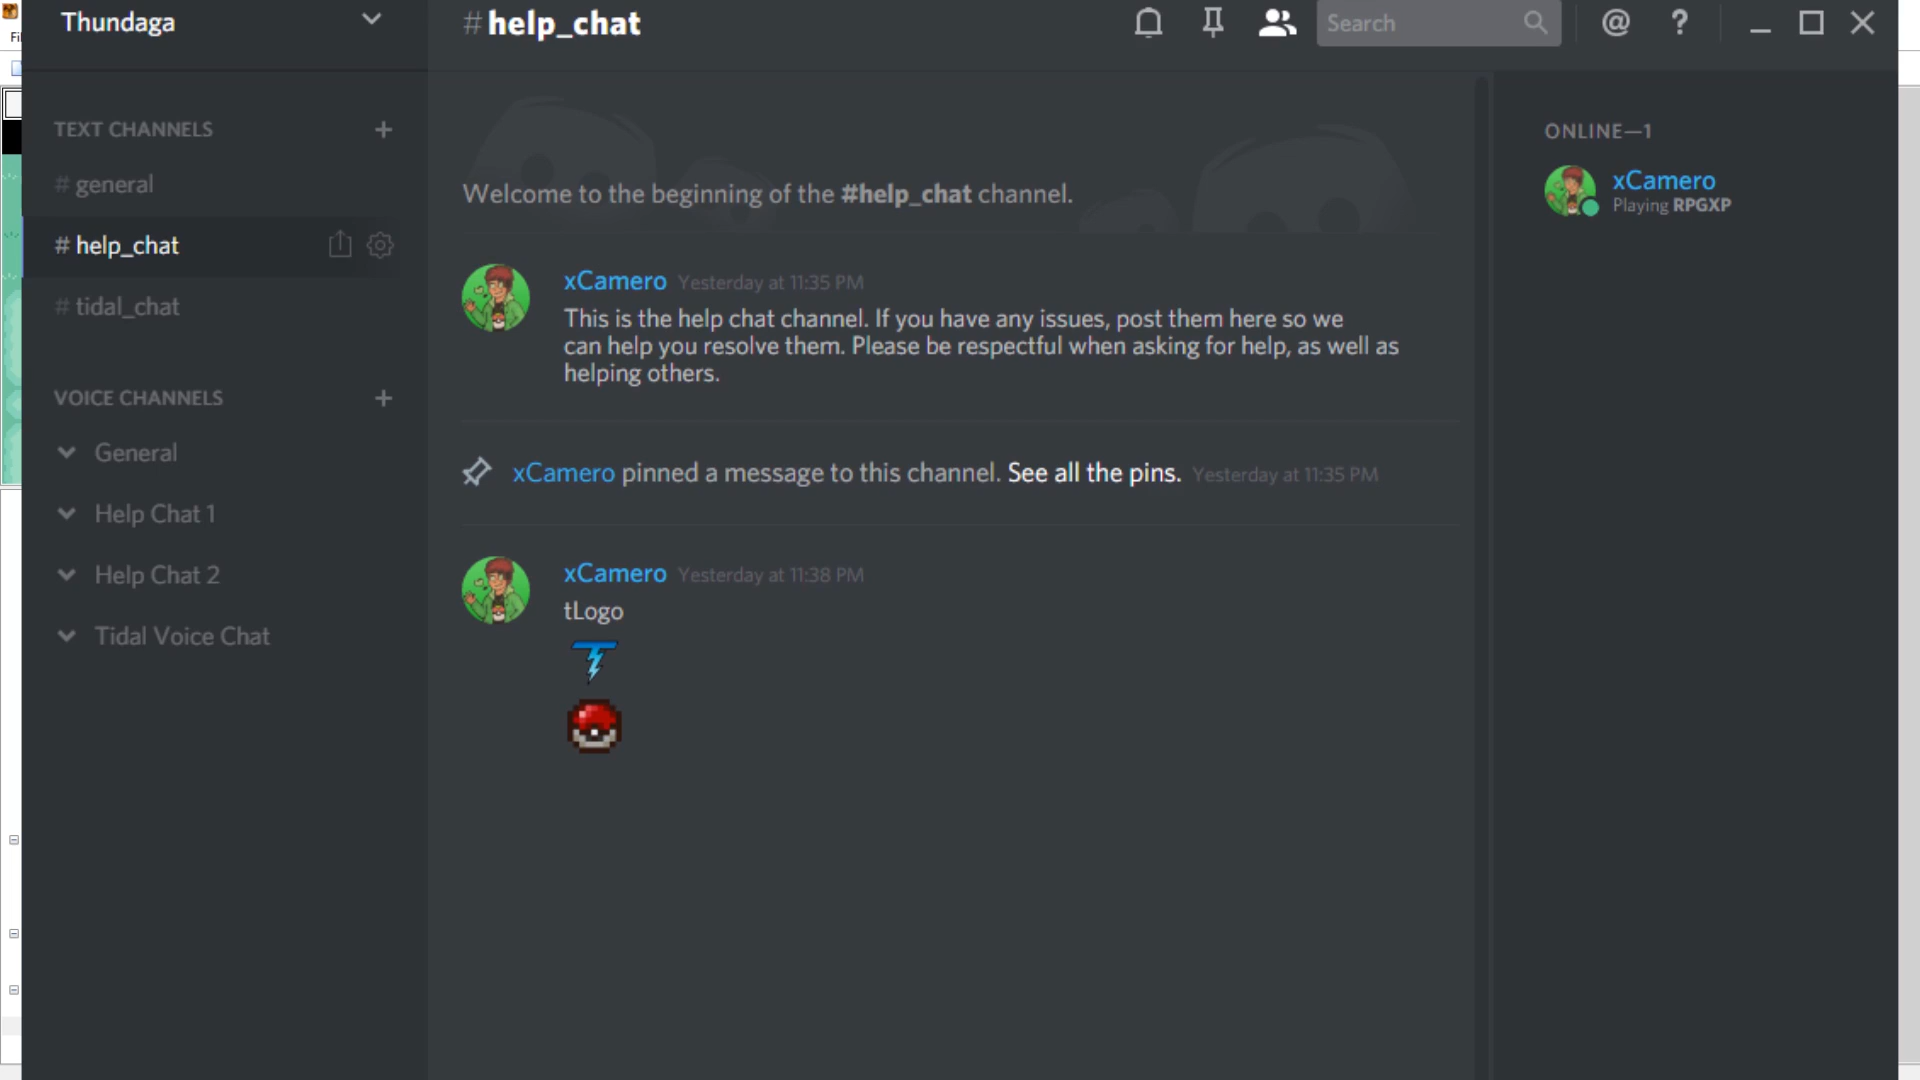 Thundaga
#help_chat
Search
TEXT CHANNELS
# general
# help_chat
# tidal_chat
VOICE CHANNELS
General
Help Chat 1
Help Chat 2
Tidal Voice Chat
Welcome to the beginning of the #help_chat channel.
xCamero Yesterday at 11:35 PM
This is the help chat channel. If you have any issues, post them here so we
can help you resolve them. Please be respectful when asking for help, as well as
helping others.
xCamero pinned a message to this channel. See all the pins. Yesterday at 11:35 PM
xCamero Yesterday at 11:38 PM
tLogo
ONLINE—1
xCamero
Playing RPGXP